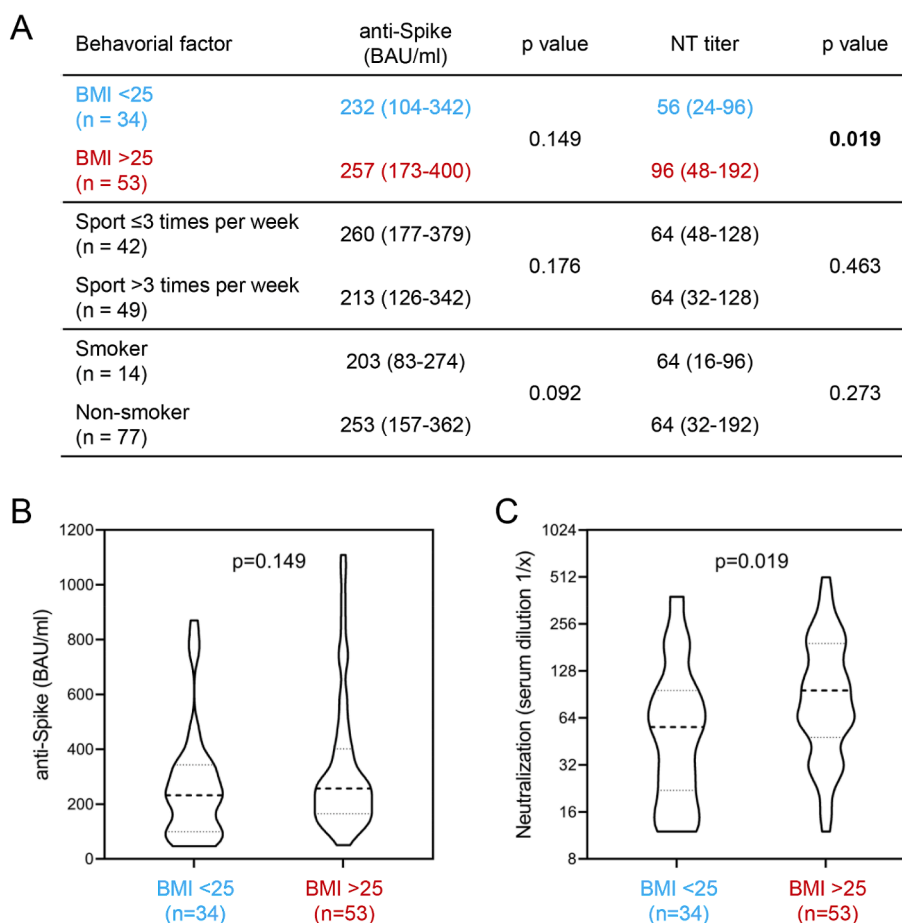 A
Behavorial factor
anti-Spike
(BAU/ml)
p value
NT titer
p value
BMI <25
(n = 34)
232 (104-342)
56 (24-96)
0.149
0.019
BMI >25
(n = 53)
257 (173-400)
96 (48-192)
Sport ≤3 times per week
(n = 42)
260 (177-379)
64 (48-128)
0.176
0.463
Sport >3 times per week
(n = 49)
213 (126-342)
64 (32-128)
Smoker
(n = 14)
203 (83-274)
64 (16-96)
0.092
0.273
Non-smoker
(n = 77)
253 (157-362)
64 (32-192)
B
anti-Spike (BAU/ml)
1200
1000
800
600
400
200
0
p=0.149
BMI <25
(n=34)
BMI >25
(n=53)
C
Neutralization (serum dilution 1/x)
1024
512
256
128
64
32
16
8
p=0.019
BMI <25
(n=34)
BMI >25
(n=53)